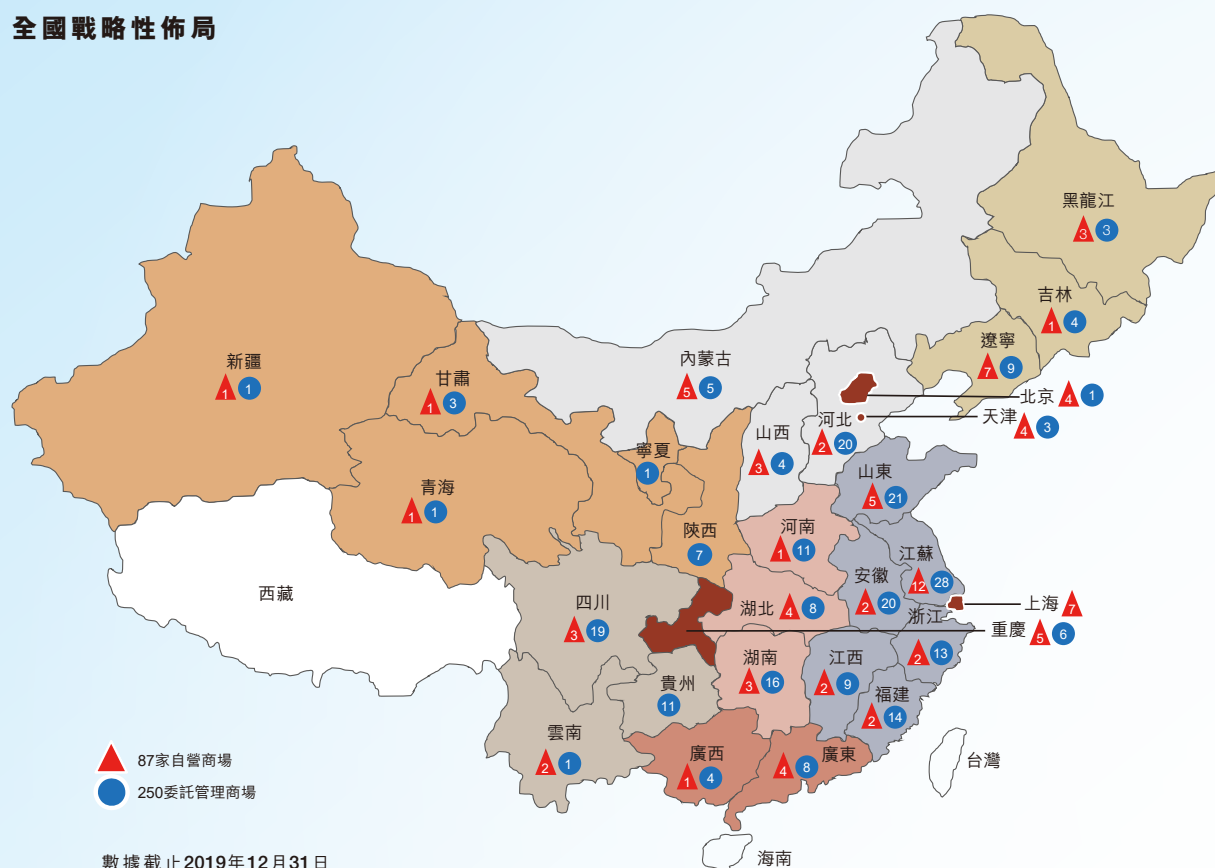 全國戰略性佈局
黑龍江
3 3
吉林
1 4
遼寧
7 9
新疆
1 1
甘肅
1 3
內蒙古
5 5
北京 4 1
天津 4 3
河北
2 20
山西
3 4
寧夏
1
山東
5 21
青海
1 1
陝西
7
河南
1 11
江蘇
12 28
安徽
2 20
西藏
四川
3 19
湖北 4 8
上海 7
浙江
2 13
重慶 5 6
湖南
3 16
江西
2 9
貴州
11
福建
2 14
雲南
2 1
廣西
1 4
廣東
4 8
台灣
87家自營商場
250委託管理商場
海南
數據截止2019年12月31日